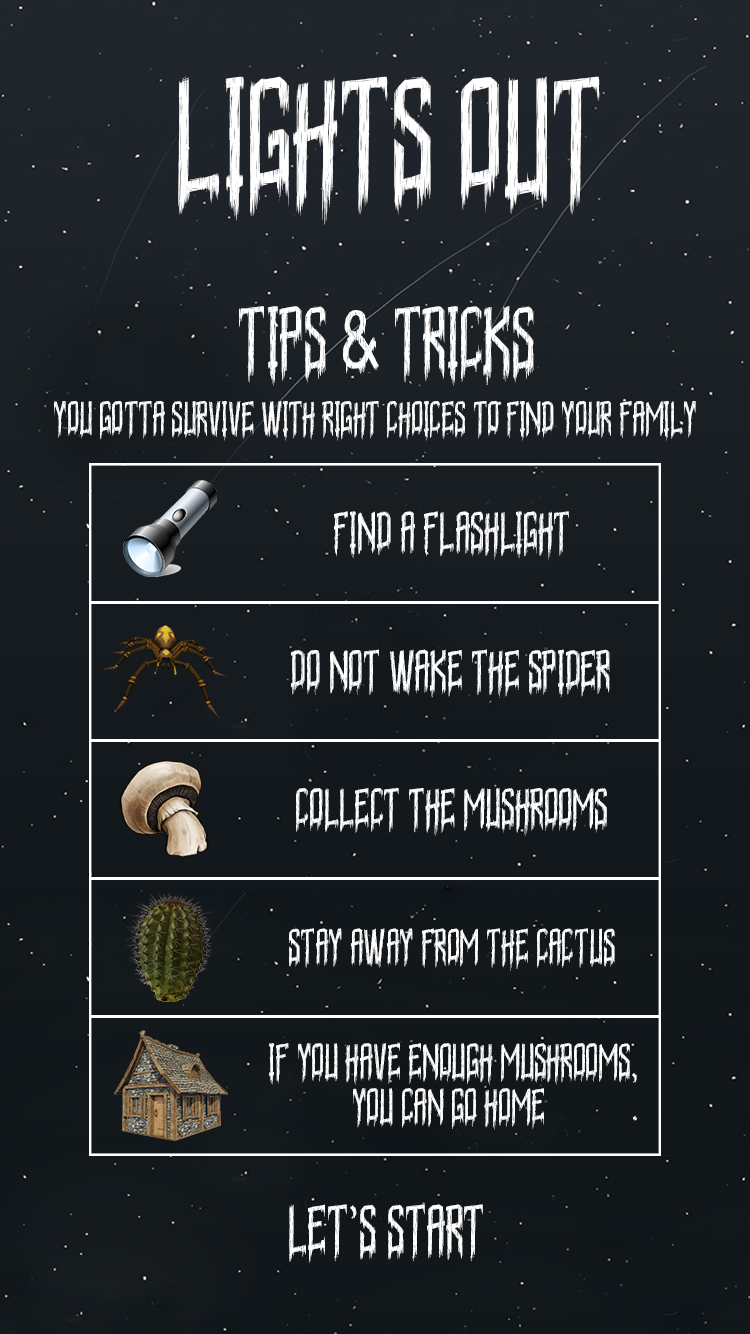 LIGHTS OUT
TIPS & TRICKS
YOU GOTTA SURVIVE WITH RIGHT CHOICES TO FIND YOUR FAMILY
FIND A FLASHLIGHT
DO NOT WAKE THE SPIDER
COLLECT THE MUSHROOMS
STAY AWAY FROM THE CACTUS
IF YOU HAVE ENOUGH MUSHROOMS,
YOU CAN GO HOME
LET'S START